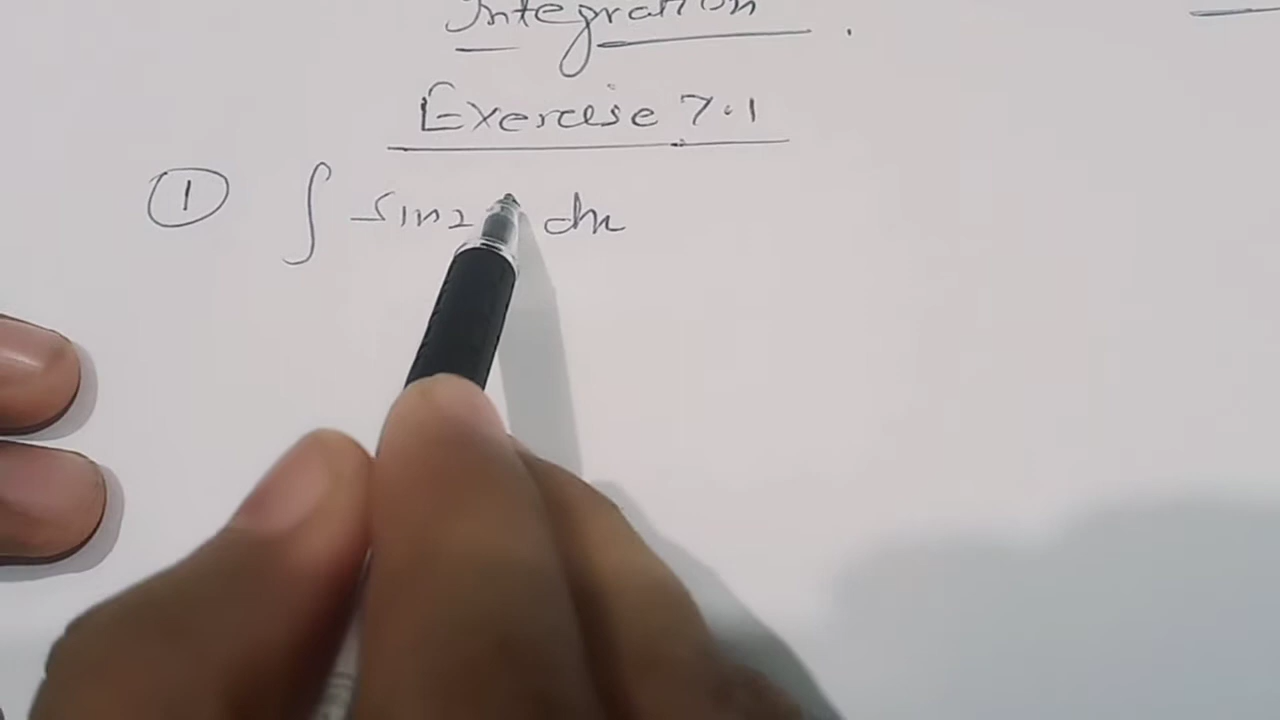 Integration.
Exercise 7.1
1 ∫ sin2 dx